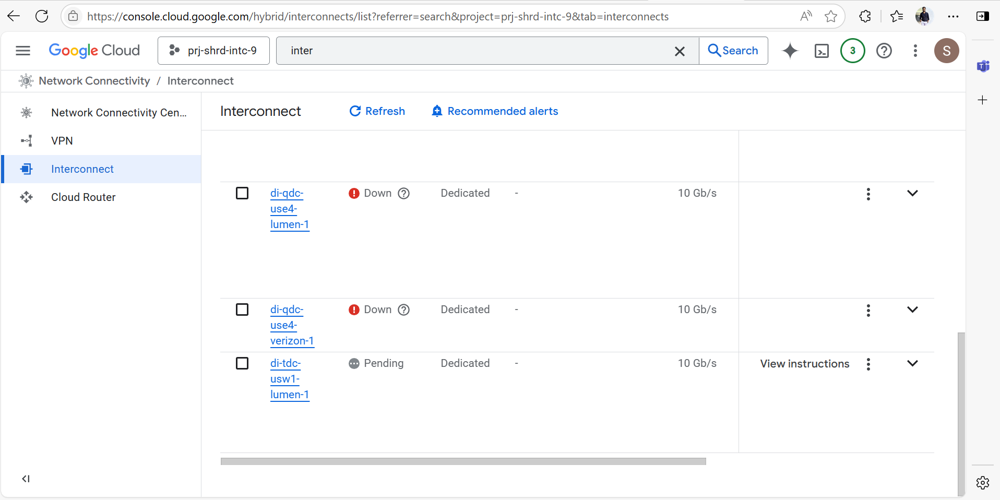 https://console.cloud.google.com/hybrid/interconnects/list?referrer=search&project=prj-shrd-intc-9&tab=interconnects
Google Cloud
prj-shrd-intc-9
inter
Search
3
S
Network Connectivity / Interconnect
Network Connectivity Cen...
VPN
Interconnect
Cloud Router
Interconnect
Refresh
Recommended alerts
di-qdc-
use4-
lumen-1
Down
Dedicated
-
10 Gb/s
di-qdc-
use4-
verizon-1
Down
Dedicated
-
10 Gb/s
di-tdc-
usw1-
lumen-1
Pending
Dedicated
-
10 Gb/s
View instructions